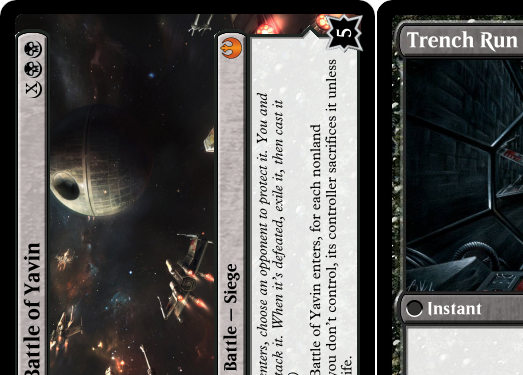 Battle of Yavin
X
Battle — Siege
enters, choose an opponent to protect it. You and
attack it. When it's defeated, exile it, then cast it
)
Battle of Yavin enters, for each nonland
you don't control, its controller sacrifices it unless
life.
5
Trench Run
Instant